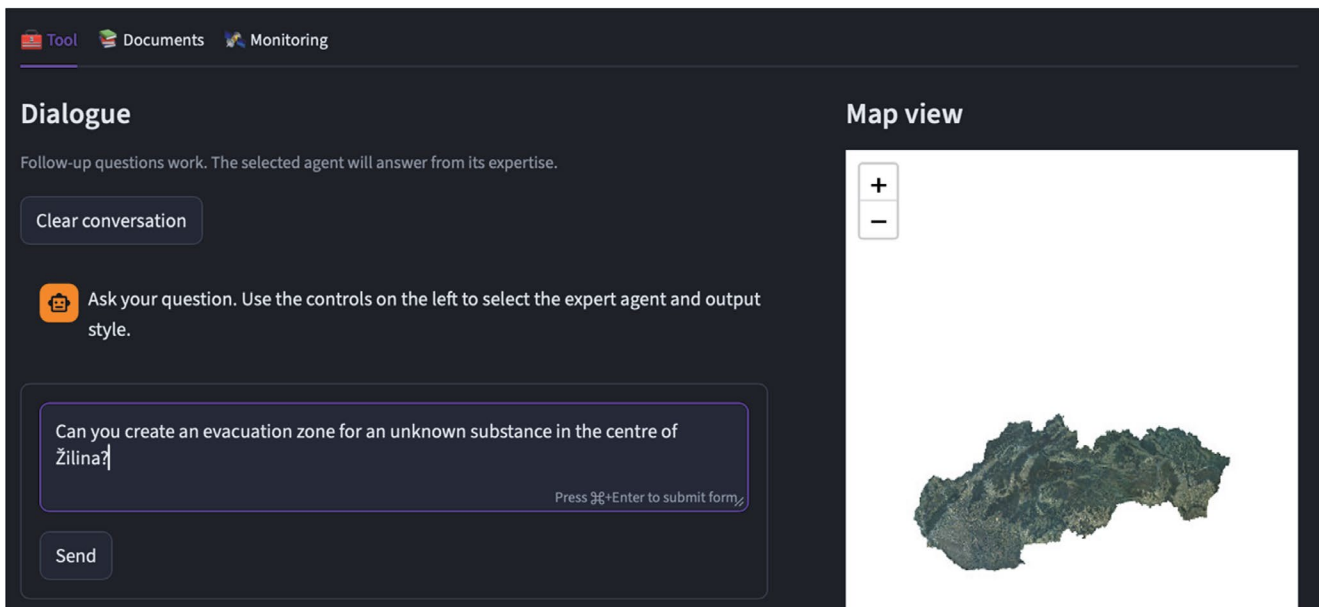 Tool Documents Monitoring
Dialogue
Map view
Follow-up questions work. The selected agent will answer from its expertise.
Clear conversation
+
−
Ask your question. Use the controls on the left to select the expert agent and output
style.
Can you create an evacuation zone for an unknown substance in the centre of
Žilina?
Press ⌘+Enter to submit form
Send